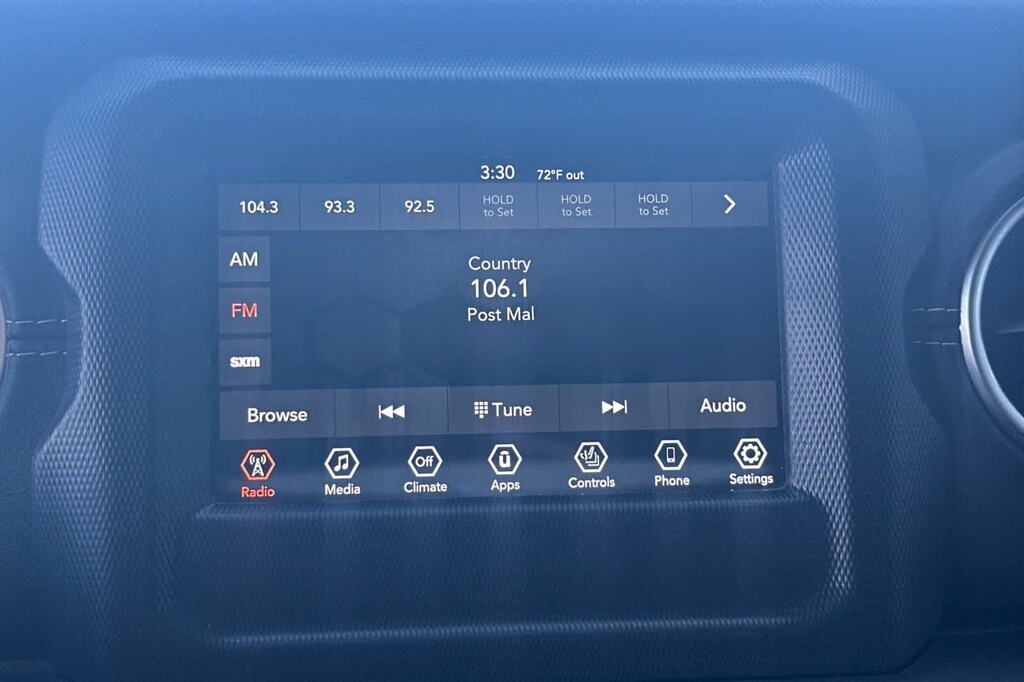 3:30 72°F out
104.3 93.3 92.5 HOLD to Set HOLD to Set HOLD to Set
AM
Country
106.1
FM
Post Mal
sxm
Browse Tune Audio
Off
Radio Media Climate Apps Controls Phone Settings